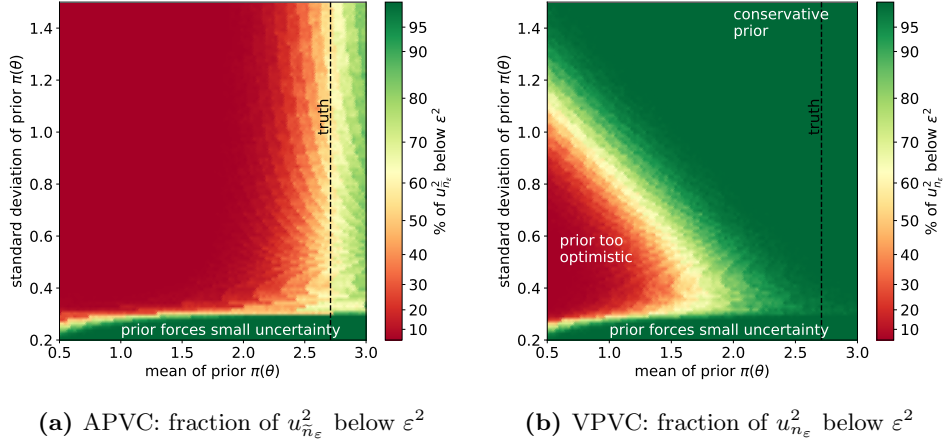 standard deviation of prior π(θ)
1.4
1.2
1.0
0.8
0.6
0.4
0.2
truth
prior forces small uncertainty
0.5 1.0 1.5 2.0 2.5 3.0
mean of prior π(θ)
95
90
80
70
60
50
40
30
20
10
% of u²ñ_ε below ε²
standard deviation of prior π(θ)
1.4
1.2
1.0
0.8
0.6
0.4
0.2
conservative
prior
truth
prior too
optimistic
prior forces small uncertainty
0.5 1.0 1.5 2.0 2.5 3.0
mean of prior π(θ)
95
90
80
70
60
50
40
30
20
10
% of u²n_ε below ε²
(a) APVC: fraction of u²ñ_ε below ε²
(b) VPVC: fraction of u²n_ε below ε²